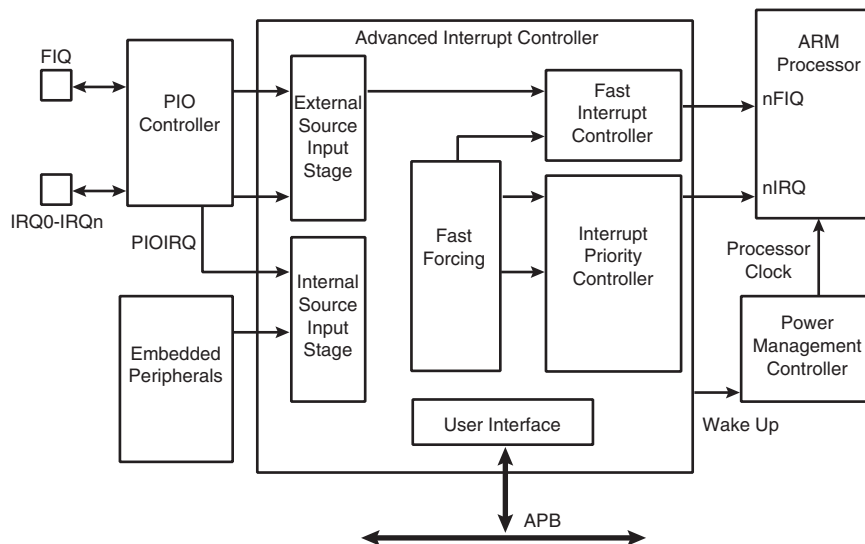 Advanced Interrupt Controller
FIQ
PIO
Controller
IRQ0-IRQn
PIOIRQ
Embedded
Peripherals
External
Source
Input
Stage
Internal
Source
Input
Stage
Fast
Forcing
Fast
Interrupt
Controller
Interrupt
Priority
Controller
ARM
Processor
nFIQ
nIRQ
Processor
Clock
Power
Management
Controller
Wake Up
User Interface
APB